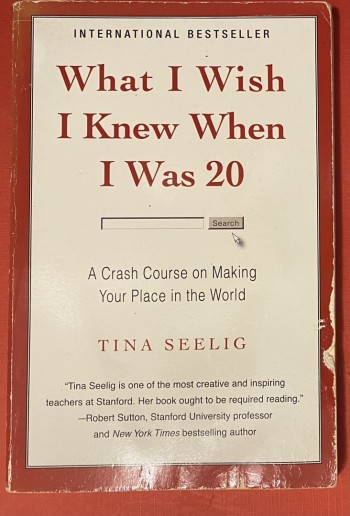 INTERNATIONAL BESTSELLER
What I Wish
I Knew When
I Was 20
Search
A Crash Course on Making
Your Place in the World
TINA SEELIG
“Tina Seelig is one of the most creative and inspiring
teachers at Stanford. Her book ought to be required reading.”
—Robert Sutton, Stanford University professor
and New York Times bestselling author